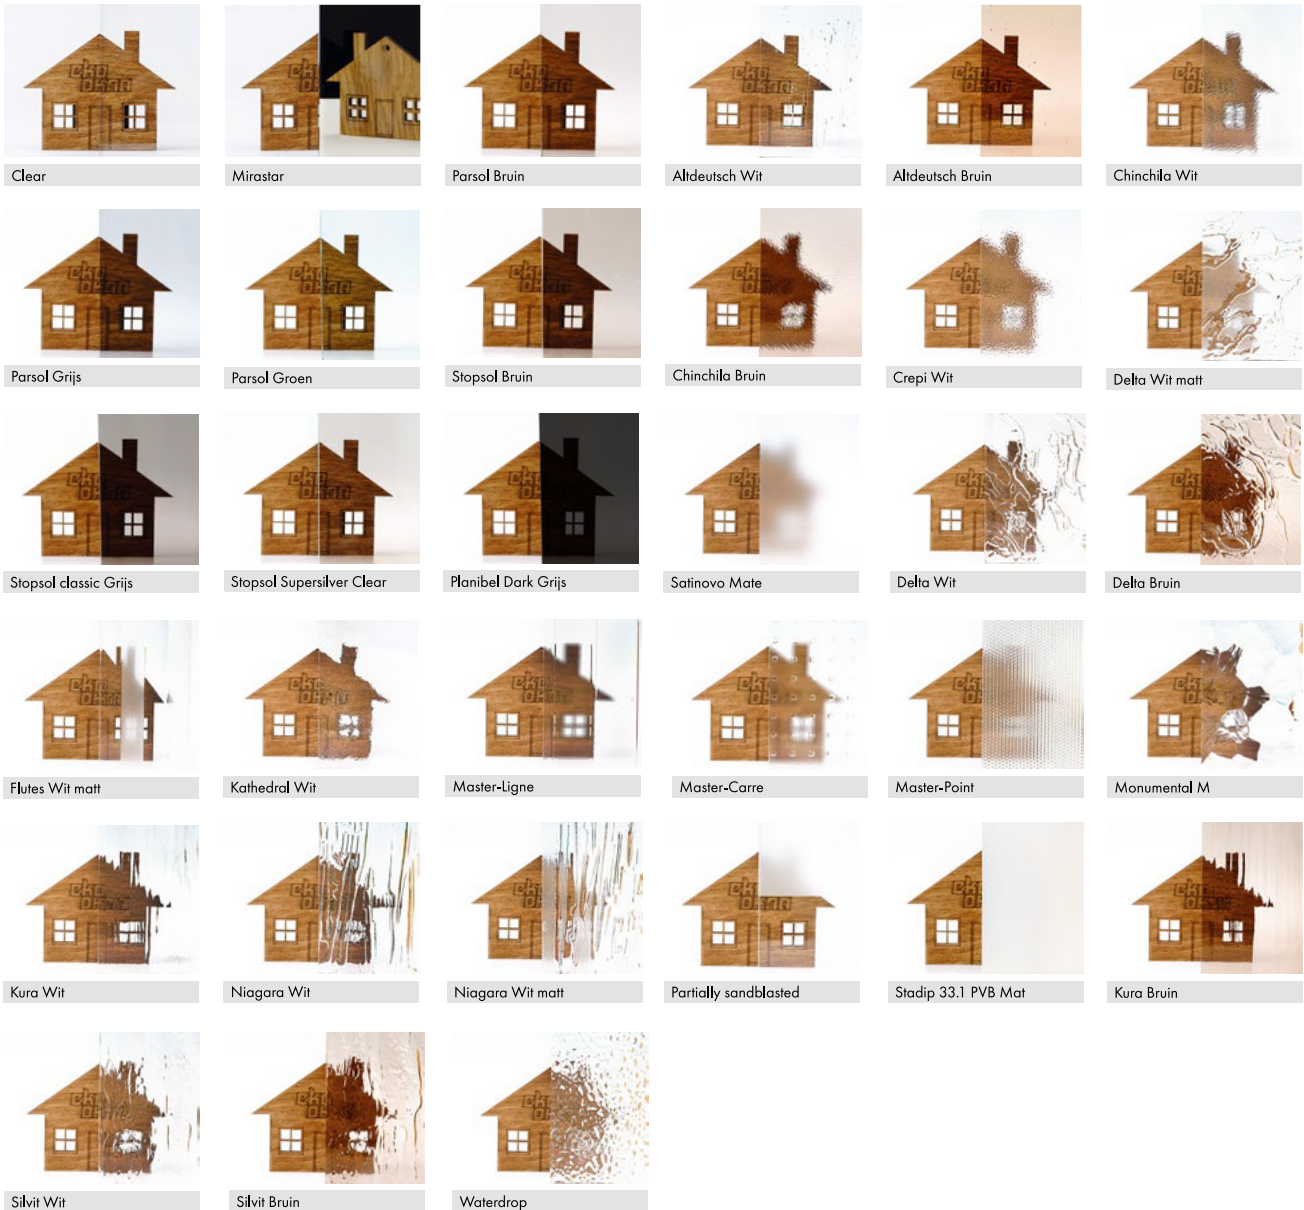 Clear
Mirastar
Parsol Bruin
Altdeutsch Wit
Altdeutsch Bruin
Chinchila Wit
Parsol Grijs
Parsol Groen
Stopsol Bruin
Chinchila Bruin
Crepi Wit
Delta Wit matt
Stopsol classic Grijs
Stopsol Supersilver Clear
Planibel Dark Grijs
Satinovo Mate
Delta Wit
Delta Bruin
Flutes Wit matt
Kathedral Wit
Master-Ligne
Master-Carre
Master-Point
Monumental M
Kura Wit
Niagara Wit
Niagara Wit matt
Partially sandblasted
Stadip 33.1 PVB Mat
Kura Bruin
Silvit Wit
Silvit Bruin
Waterdrop